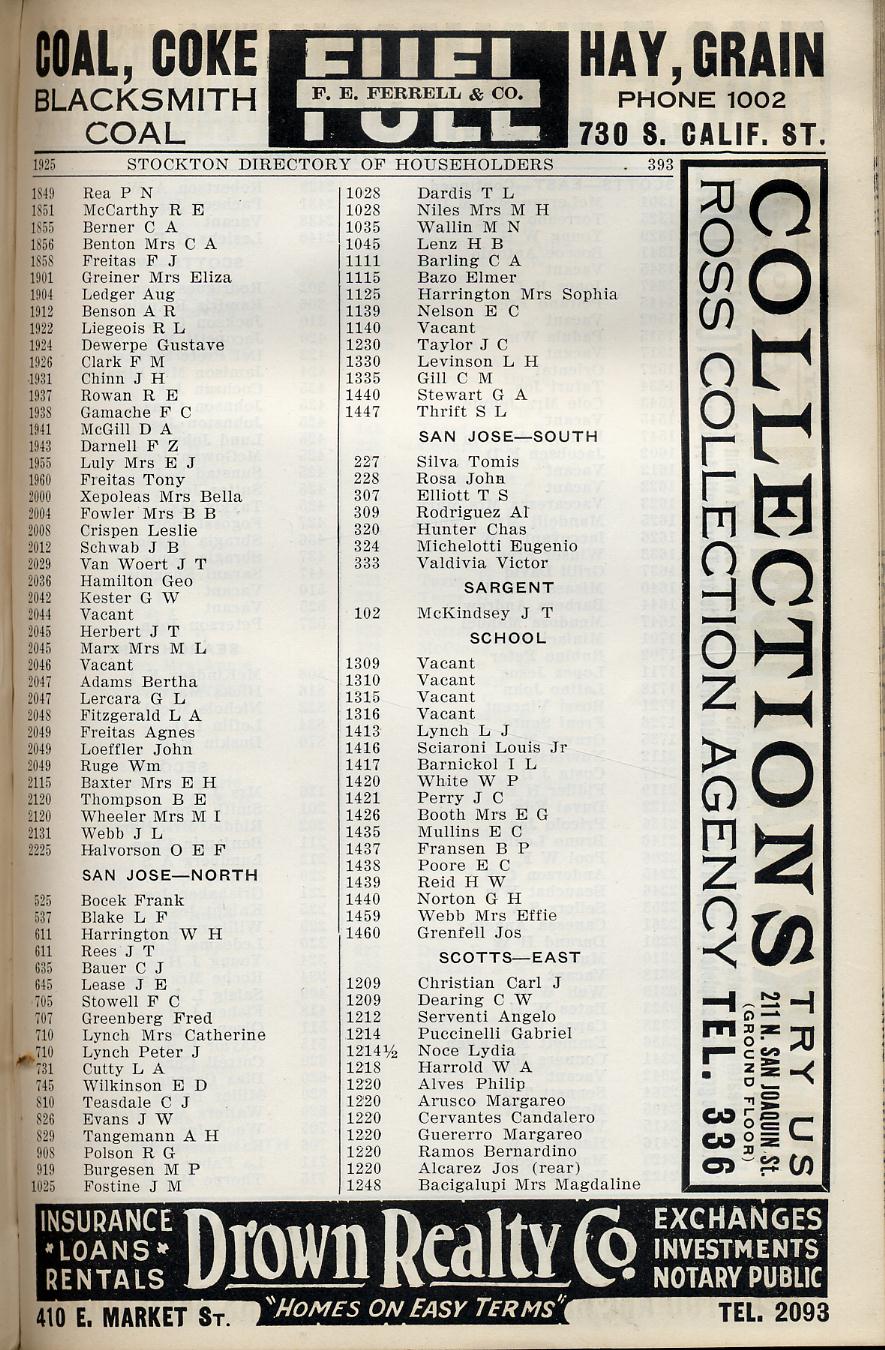 COAL, COKE
BLACKSMITH
COAL
FUEL
F. E. FERRELL & CO.
HAY, GRAIN
PHONE 1002
730 S. CALIF. ST.
1925 STOCKTON DIRECTORY OF HOUSEHOLDERS 393
1849 Rea P N
1851 McCarthy R E
1855 Berner C A
1856 Benton Mrs C A
1858 Freitas F J
1901 Greiner Mrs Eliza
1904 Ledger Aug
1912 Benson A R
1922 Liegeois R L
1924 Dewerpe Gustave
1926 Clark F M
1931 Chinn J H
1937 Rowan R E
1938 Gamache F C
1941 McGill D A
1943 Darnell F Z
1955 Luly Mrs E J
1960 Freitas Tony
2000 Xepoleas Mrs Bella
2004 Fowler Mrs B B
2008 Crispen Leslie
2012 Schwab J B
2029 Van Woert J T
2036 Hamilton Geo
2042 Kester G W
2044 Vacant
2045 Herbert J T
2045 Marx Mrs M L
2046 Vacant
2047 Adams Bertha
2047 Lercara G L
2048 Fitzgerald L A
2049 Freitas Agnes
2049 Loeffler John
2049 Ruge Wm
2115 Baxter Mrs E H
2120 Thompson B E
2120 Wheeler Mrs M I
2131 Webb J L
2225 Halvorson O E F
SAN JOSE—NORTH
525 Bocek Frank
537 Blake L F
611 Harrington W H
611 Rees J T
635 Bauer C J
645 Lease J E
705 Stowell F C
707 Greenberg Fred
710 Lynch Mrs Catherine
710 Lynch Peter J
731 Cutty L A
745 Wilkinson E D
810 Teasdale C J
826 Evans J W
829 Tangemann A H
908 Polson R G
919 Burgesen M P
1025 Fostine J M
1028 Dardis T L
1028 Niles Mrs M H
1035 Wallin M N
1045 Lenz H B
1111 Barling C A
1115 Bazo Elmer
1125 Harrington Mrs Sophia
1139 Nelson E C
1140 Vacant
1230 Taylor J C
1330 Levinson L H
1335 Gill C M
1440 Stewart G A
1447 Thrift S L
SAN JOSE—SOUTH
227 Silva Tomis
228 Rosa John
307 Elliott T S
309 Rodriguez Al
320 Hunter Chas
324 Michelotti Eugenio
333 Valdivia Victor
SARGENT
102 McKindsey J T
SCHOOL
1309 Vacant
1310 Vacant
1315 Vacant
1316 Vacant
1413 Lynch L J
1416 Sciaroni Louis Jr
1417 Barnickol I L
1420 White W P
1421 Perry J C
1426 Booth Mrs E G
1435 Mullins E C
1437 Fransen B P
1438 Poore E C
1439 Reid H W
1440 Norton G H
1459 Webb Mrs Effie
1460 Grenfell Jos
SCOTTS—EAST
1209 Christian Carl J
1209 Dearing C W
1212 Serventi Angelo
1214 Puccinelli Gabriel
1214½ Noce Lydia
1218 Harrold W A
1220 Alves Philip
1220 Arusco Margareo
1220 Cervantes Candalero
1220 Guererro Margareo
1220 Ramos Bernardino
1220 Alcarez Jos (rear)
1248 Bacigalupi Mrs Magdaline
COLLECTIONS TRY US
211 N. SAN JOAQUIN St.
(GROUND FLOOR)
ROSS COLLECTION AGENCY TEL. 336
INSURANCE
*LOANS*
RENTALS
Drown Realty Co.
EXCHANGES
INVESTMENTS
NOTARY PUBLIC
410 E. MARKET ST.
"HOMES ON EASY TERMS"
TEL. 2093